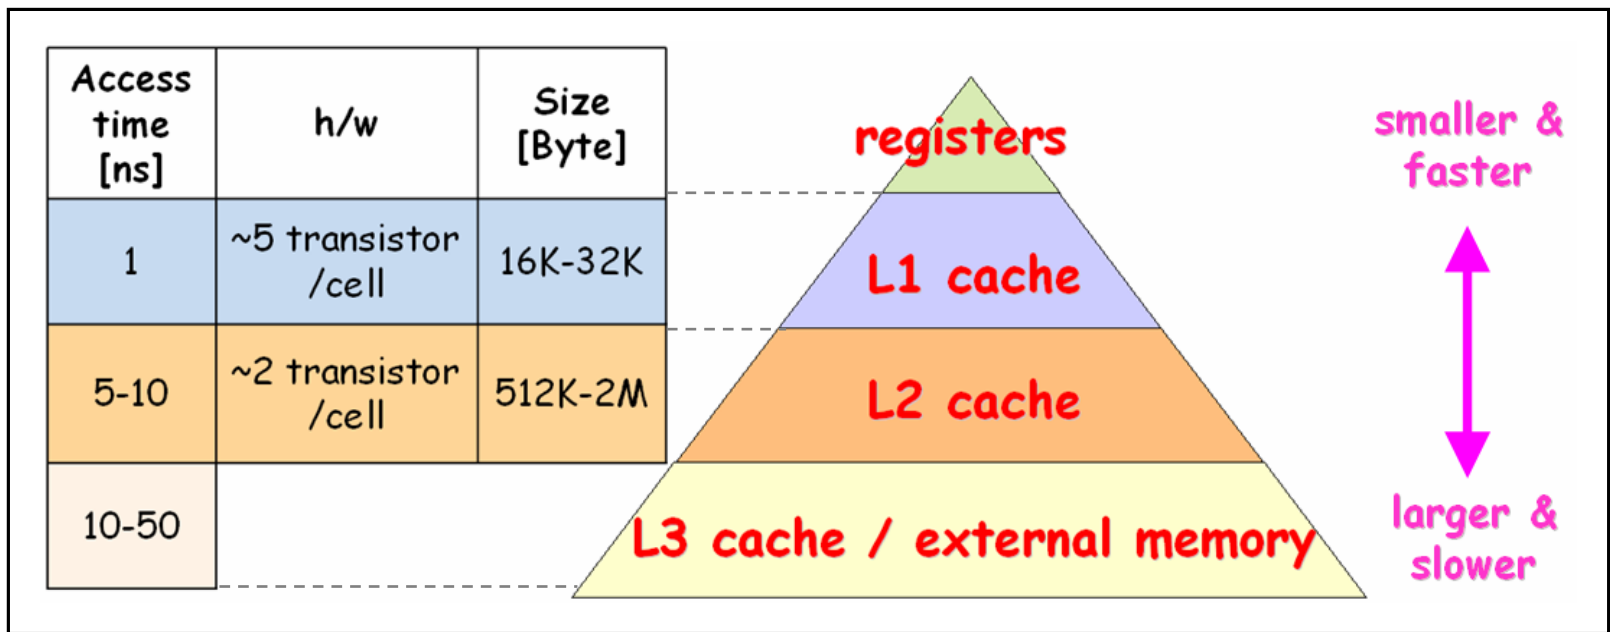 Access
time
[ns]
h/w
Size
[Byte]
1
~5 transistor
/cell
16K-32K
5-10
~2 transistor
/cell
512K-2M
10-50
registers
L1 cache
L2 cache
L3 cache / external memory
smaller &
faster
larger &
slower